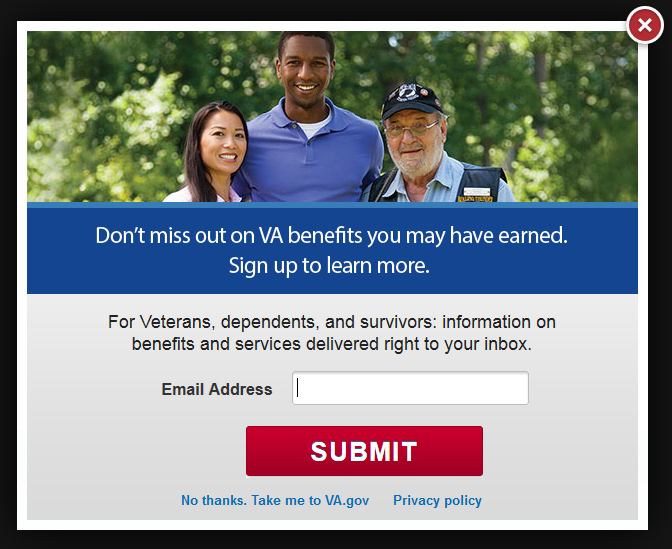 Don't miss out on VA benefits you may have earned.
Sign up to learn more.
For Veterans, dependents, and survivors: information on
benefits and services delivered right to your inbox.
Email Address
SUBMIT
No thanks. Take me to VA.gov Privacy policy